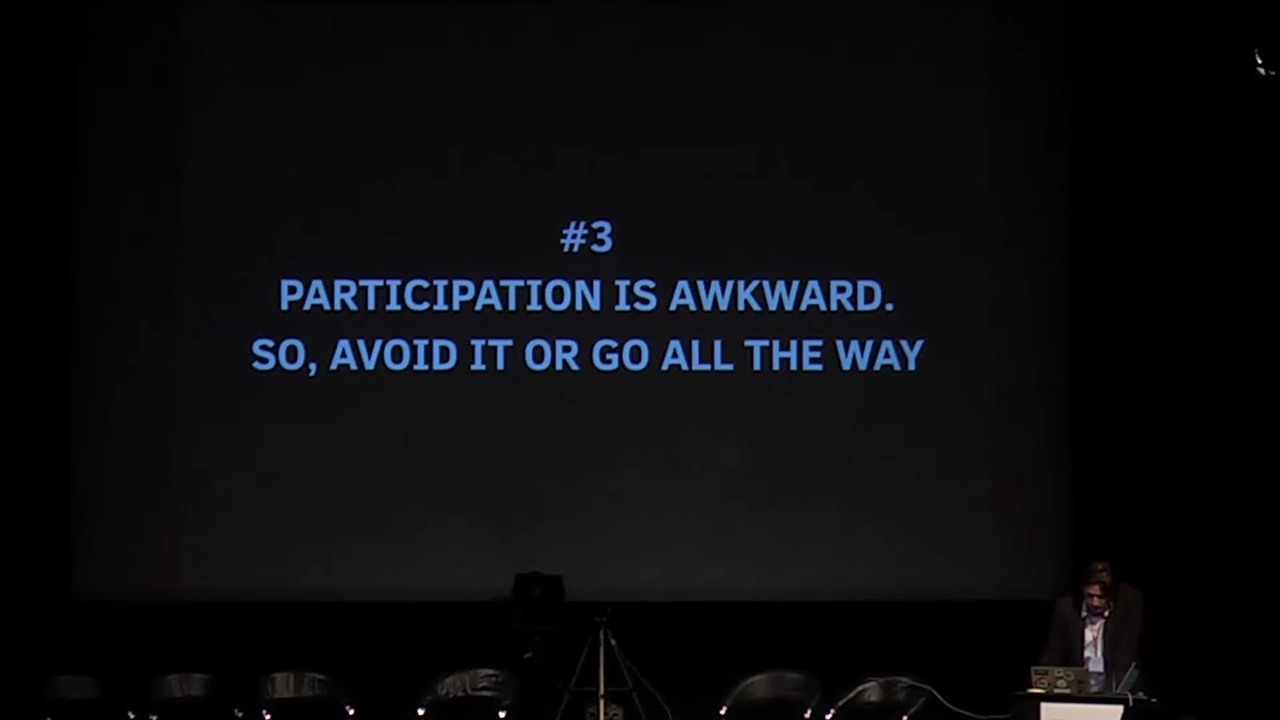 #3
PARTICIPATION IS AWKWARD.
SO, AVOID IT OR GO ALL THE WAY